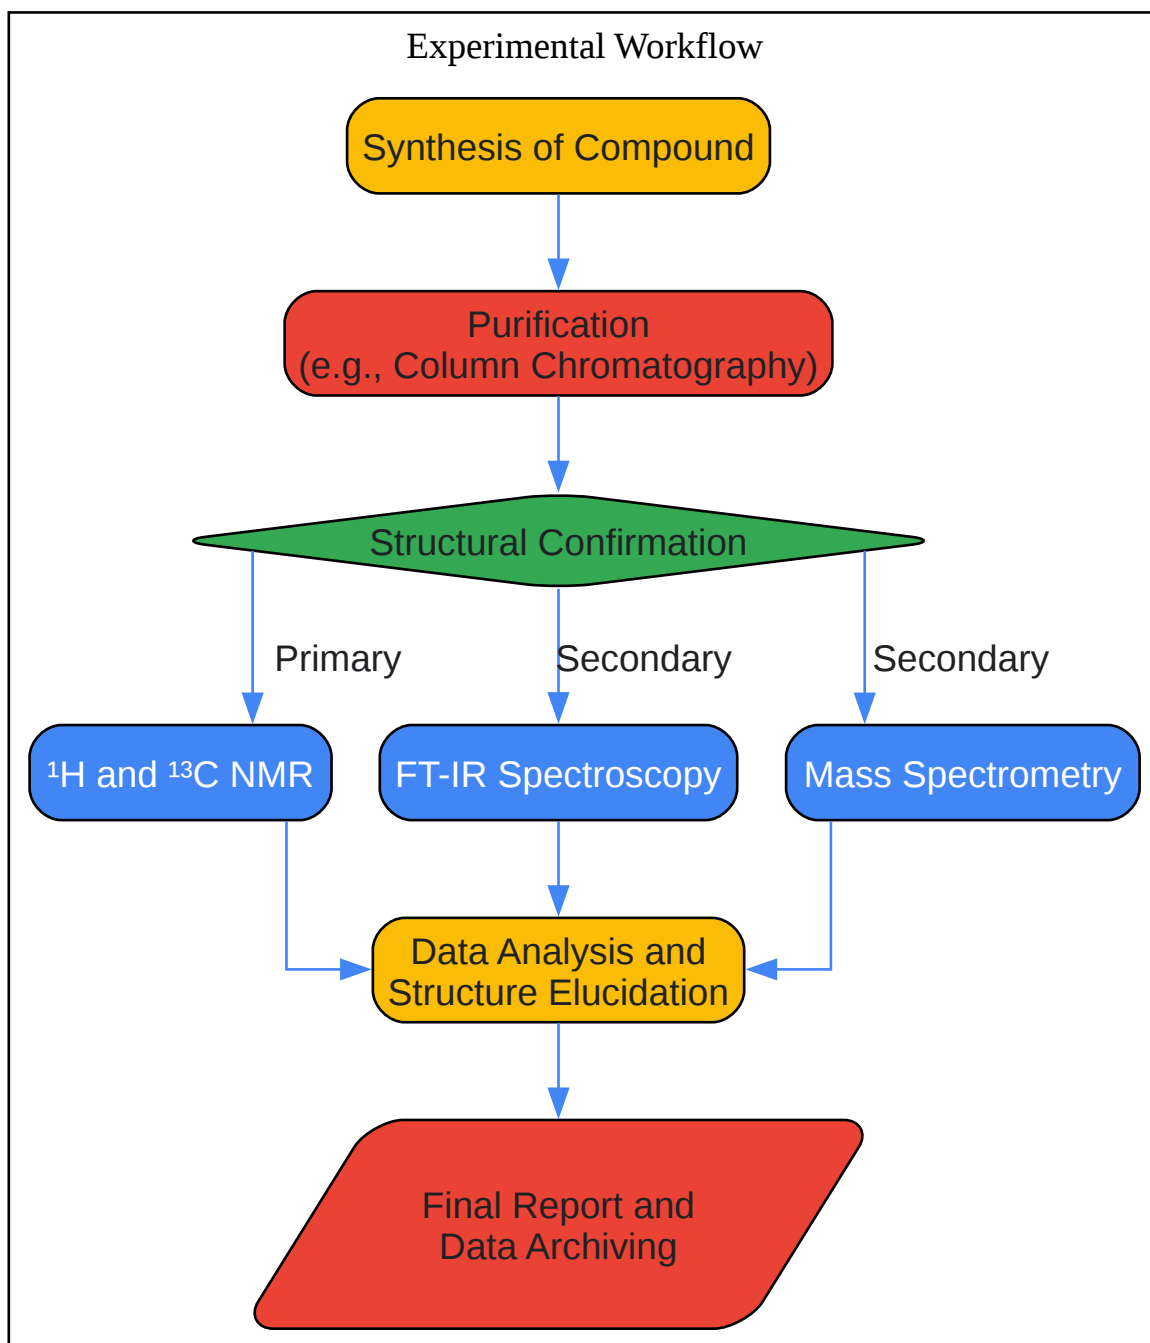 Experimental Workflow
Synthesis of Compound
Purification
(e.g., Column Chromatography)
Structural Confirmation
Primary
Secondary
Secondary
¹H and ¹³C NMR
FT-IR Spectroscopy
Mass Spectrometry
Data Analysis and
Structure Elucidation
Final Report and
Data Archiving